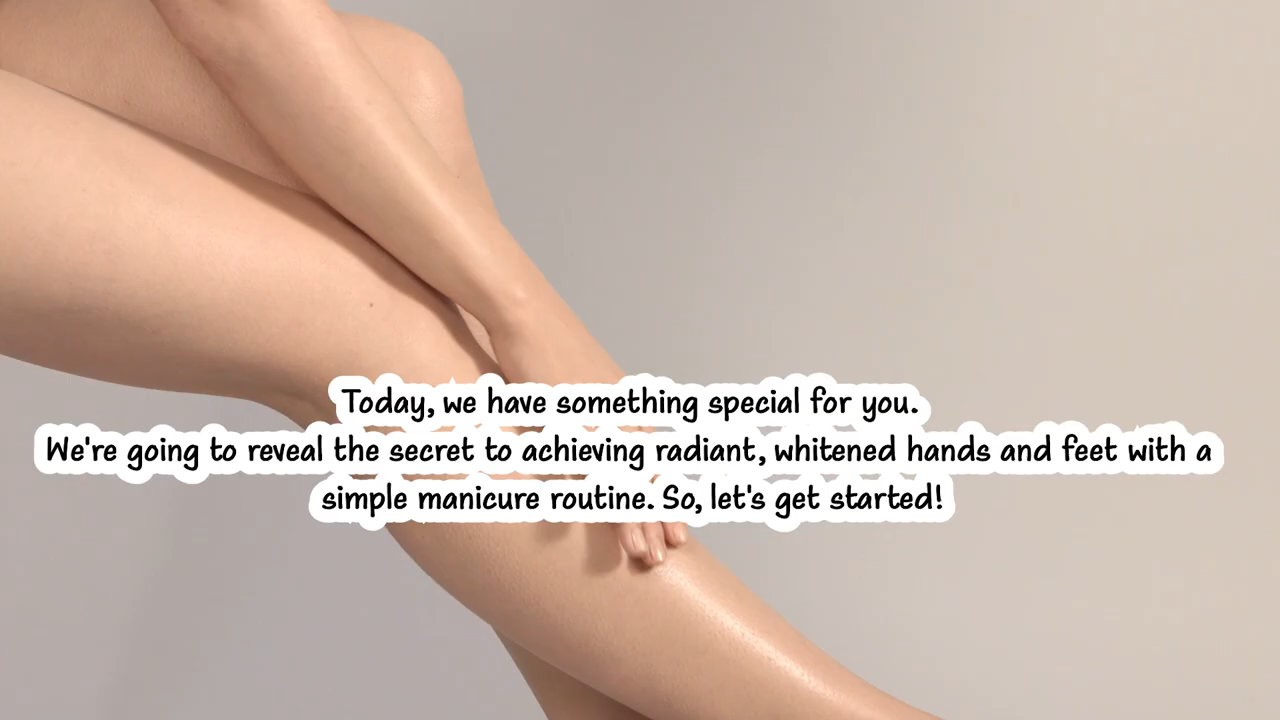 Today, we have something special for you.
We're going to reveal the secret to achieving radiant, whitened hands and feet with a
simple manicure routine. So, let's get started!